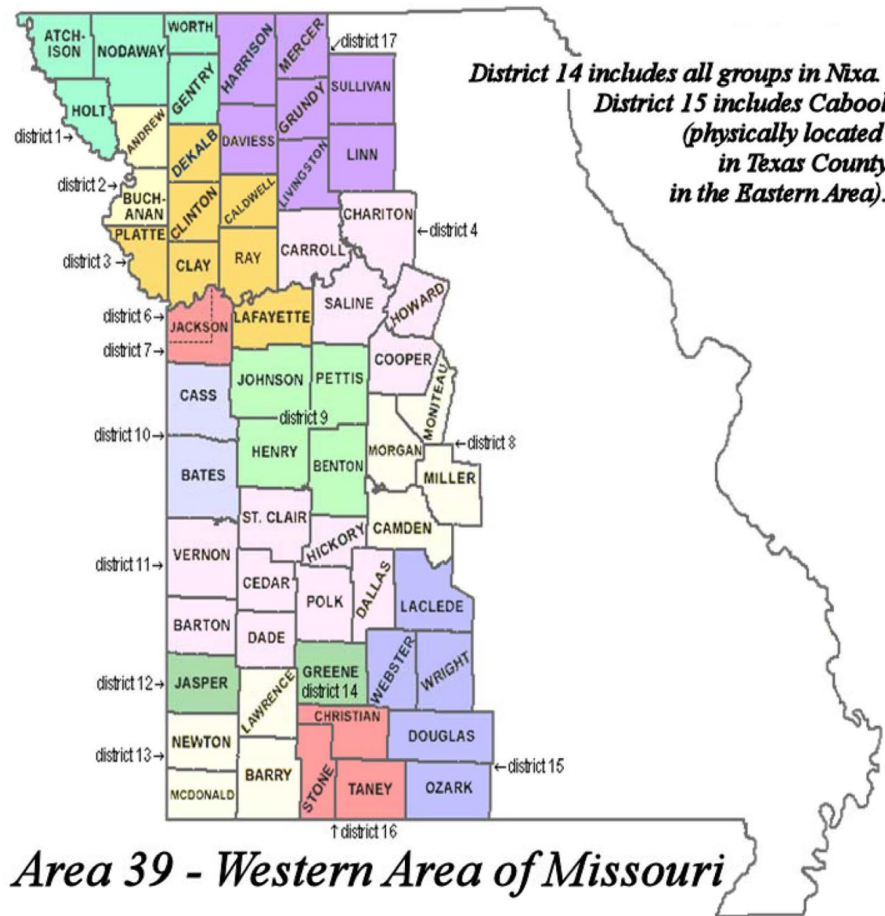 WORTH
ATCH-
ISON
NODAWAY
HARRISON
MERCER
←district 17
GENTRY
SULLIVAN
District 14 includes all groups in Nixa.
District 15 includes Cabool
(physically located
in Texas County
in the Eastern Area).
HOLT
GRUNDY
district 1→
ANDREW
DEKALB
DAVIESS
LINN
LIVINGSTON
district 2→
BUCH-
ANAN
CLINTON
CALDWELL
CHARITON
PLATTE
←district 4
district 3→
CLAY
RAY
CARROLL
SALINE
HOWARD
district 6→
JACKSON
LAFAYETTE
district 7→
COOPER
JOHNSON
PETTIS
CASS
MONITEAU
district 9
district 10→
←district 8
HENRY
MORGAN
BATES
BENTON
MILLER
ST. CLAIR
CAMDEN
HICKORY
VERNON
district 11→
CEDAR
DALLAS
POLK
LACLEDE
BARTON
DADE
GREENE
WEBSTER
WRIGHT
district 12→
JASPER
district 14
LAWRENCE
CHRISTIAN
NEWTON
DOUGLAS
district 13→
←district 15
BARRY
STONE
TANEY
OZARK
MCDONALD
↑district 16
Area 39 - Western Area of Missouri